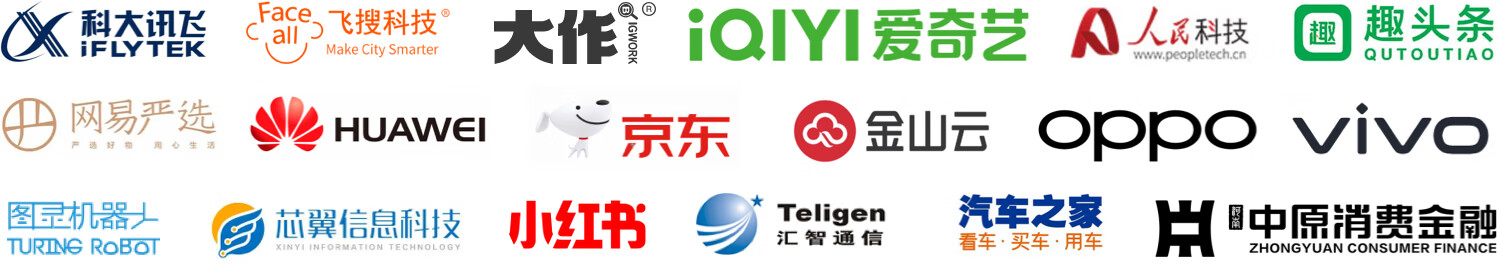 科大讯飞
iFLYTEK
Face
all
飞搜科技®
Make City Smarter
大作
BIGWORK
®
iQIYI 爱奇艺
人民科技
www.peopletech.cn
趣
趣头条
QUTOUTIAO
网易严选
严选好物 用心生活
HUAWEI
京东
金山云
oppo
vivo
图灵机器人
TURING ROBOT
芯翼信息科技
XINYI INFORMATION TECHNOLOGY
小红书
Teligen
汇智通信
汽车之家
看车·买车·用车
中原消费金融
ZHONGYUAN CONSUMER FINANCE